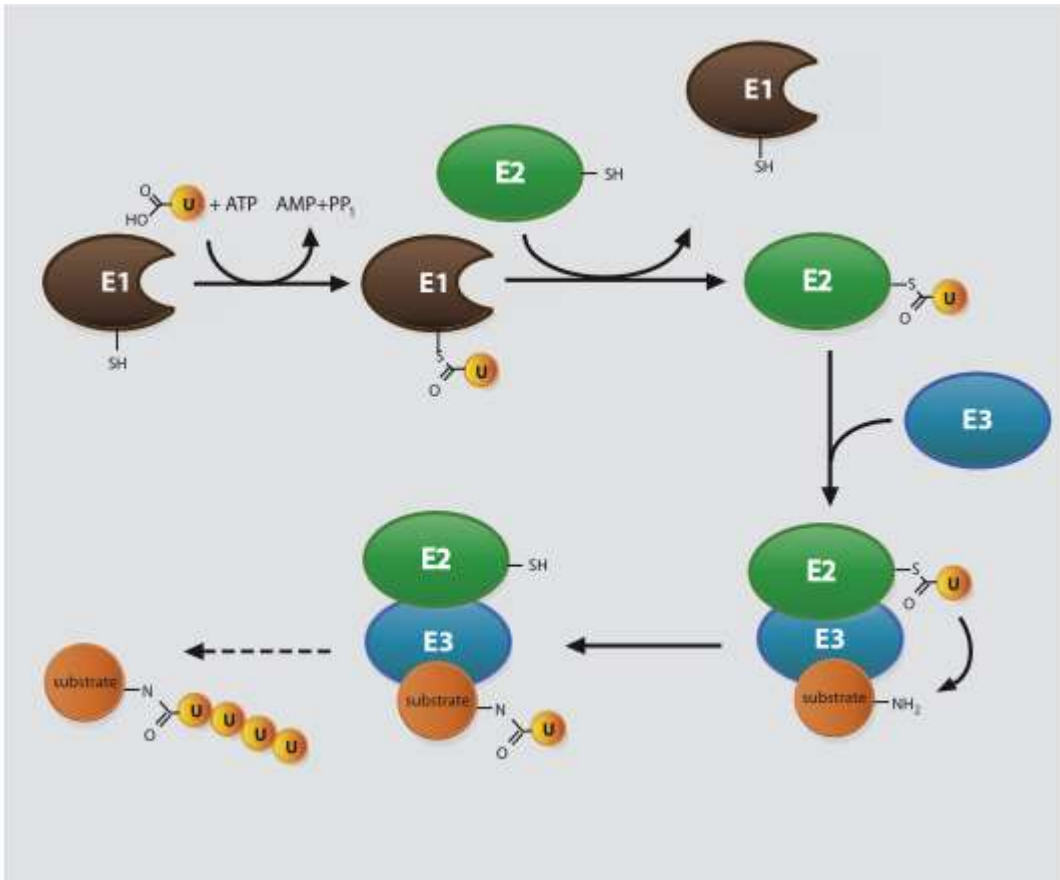 E1
SH
E2
SH
O
HO
U
+ ATP
AMP+PP₁
E1
SH
E1
S
O
U
E2
S
O
U
E3
E2
S
O
U
E3
substrate
NH₂
E2
SH
E3
substrate
N
O
U
substrate
N
O
U
U
U
U